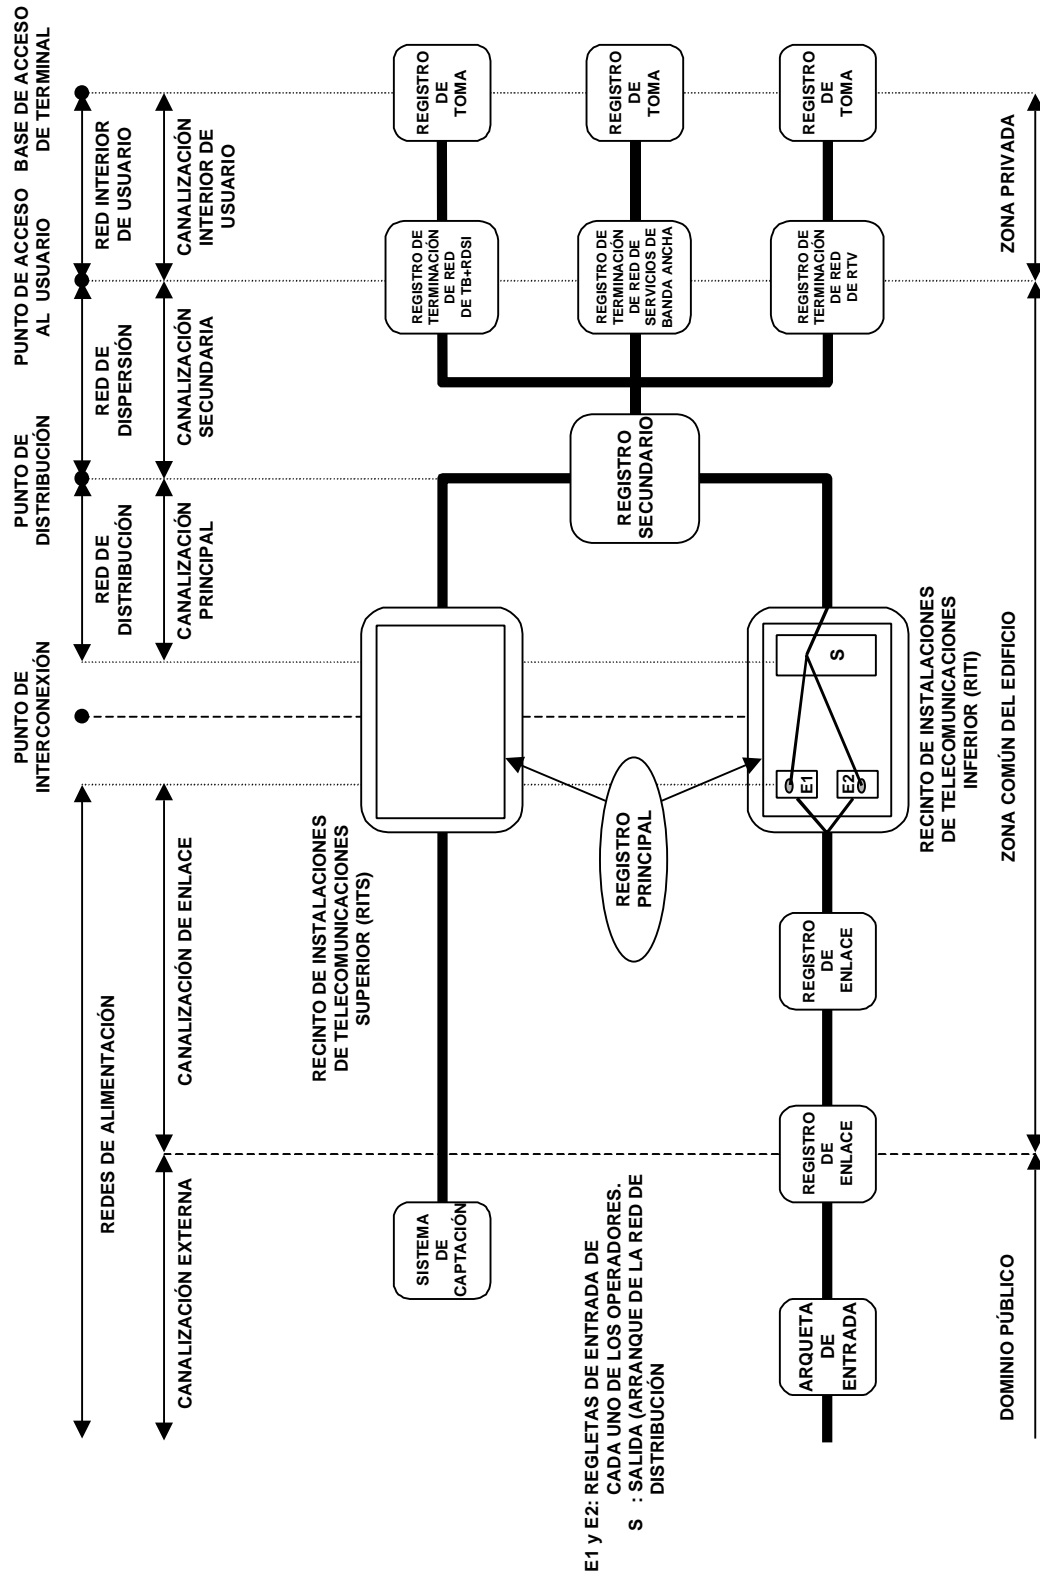 PUNTO DE
INTERCONEXIÓN
PUNTO DE
DISTRIBUCIÓN
PUNTO DE ACCESO
AL USUARIO
BASE DE ACCESO
DE TERMINAL
REDES DE ALIMENTACIÓN
RED DE
DISTRIBUCIÓN
RED DE
DISPERSIÓN
RED INTERIOR
DE USUARIO
CANALIZACIÓN EXTERNA
CANALIZACIÓN DE ENLACE
CANALIZACIÓN
PRINCIPAL
CANALIZACIÓN
SECUNDARIA
CANALIZACIÓN
INTERIOR DE
USUARIO
RECINTO DE INSTALACIONES
DE TELECOMUNICACIONES
SUPERIOR (RITS)
SISTEMA
DE
CAPTACIÓN
REGISTRO DE
TERMINACIÓN
DE RED
DE TB+RDSI
REGISTRO
DE
TOMA
E1 y E2: REGLETAS DE ENTRADA DE
CADA UNO DE LOS OPERADORES.
S : SALIDA (ARRANQUE DE LA RED DE
DISTRIBUCIÓN
REGISTRO
PRINCIPAL
REGISTRO
SECUNDARIO
REGISTRO DE
TERMINACIÓN
DE RED DE
SERVICIOS DE
BANDA ANCHA
REGISTRO
DE
TOMA
ARQUETA
DE
ENTRADA
REGISTRO
DE
ENLACE
REGISTRO
DE
ENLACE
E1
E2
S
REGISTRO DE
TERMINACIÓN
DE RED
DE RTV
REGISTRO
DE
TOMA
RECINTO DE INSTALACIONES
DE TELECOMUNICACIONES
INFERIOR (RITI)
DOMINIO PÚBLICO
ZONA COMÚN DEL EDIFICIO
ZONA PRIVADA